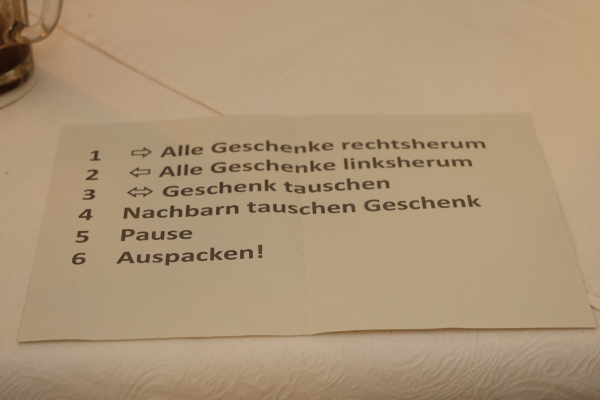 1 ⇨ Alle Geschenke rechtsherum
2 ⇦ Alle Geschenke linksherum
3 ⬄ Geschenk tauschen
4 Nachbarn tauschen Geschenk
5 Pause
6 Auspacken!